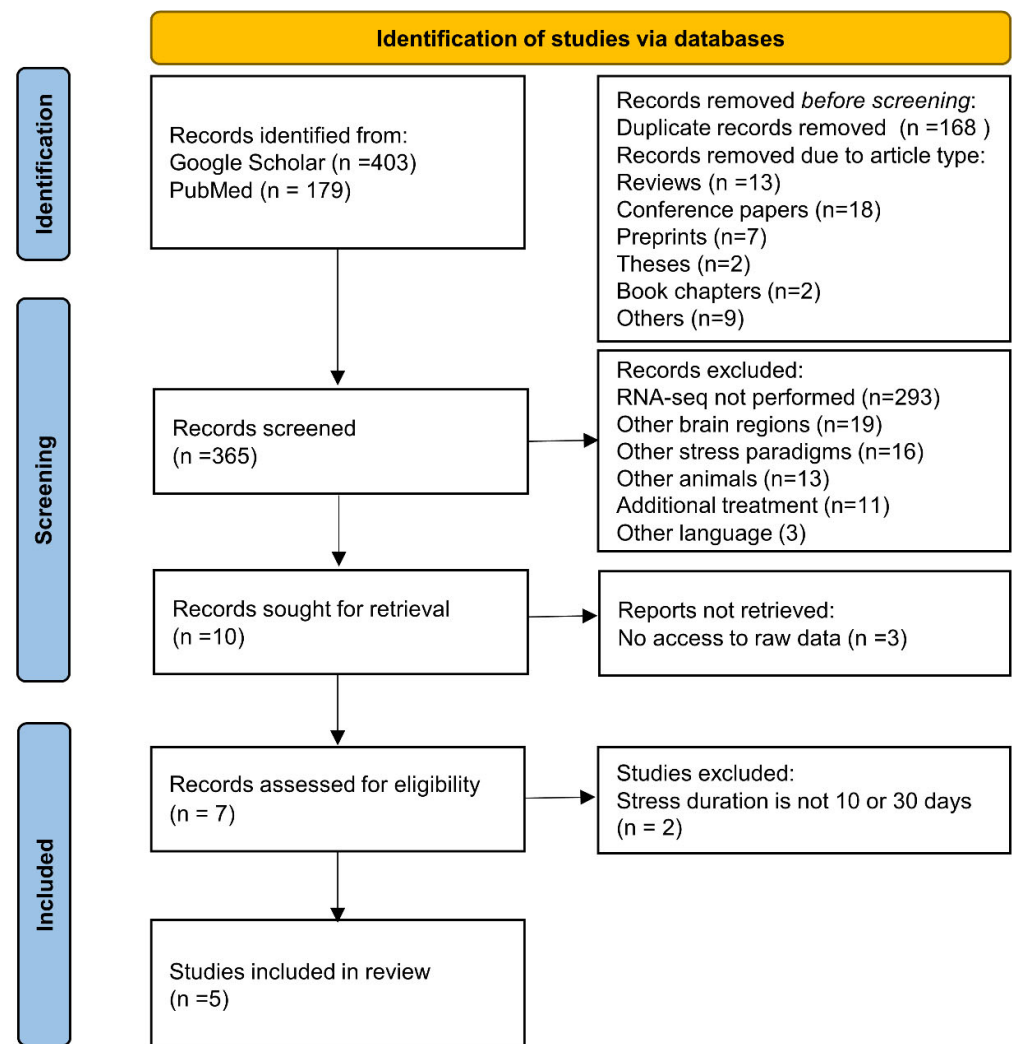 Identification of studies via databases
Identification
Records identified from:
Google Scholar (n =403)
PubMed (n = 179)
Records removed before screening:
Duplicate records removed  (n =168 )
Records removed due to article type:
Reviews (n =13)
Conference papers (n=18)
Preprints (n=7)
Theses (n=2)
Book chapters (n=2)
Others (n=9)
Screening
Records screened
(n =365)
Records excluded:
RNA-seq not performed (n=293)
Other brain regions (n=19)
Other stress paradigms (n=16)
Other animals (n=13)
Additional treatment (n=11)
Other language (3)
Records sought for retrieval
(n =10)
Reports not retrieved:
No access to raw data (n =3)
Included
Records assessed for eligibility
(n = 7)
Studies excluded:
Stress duration is not 10 or 30 days
(n = 2)
Studies included in review
(n =5)